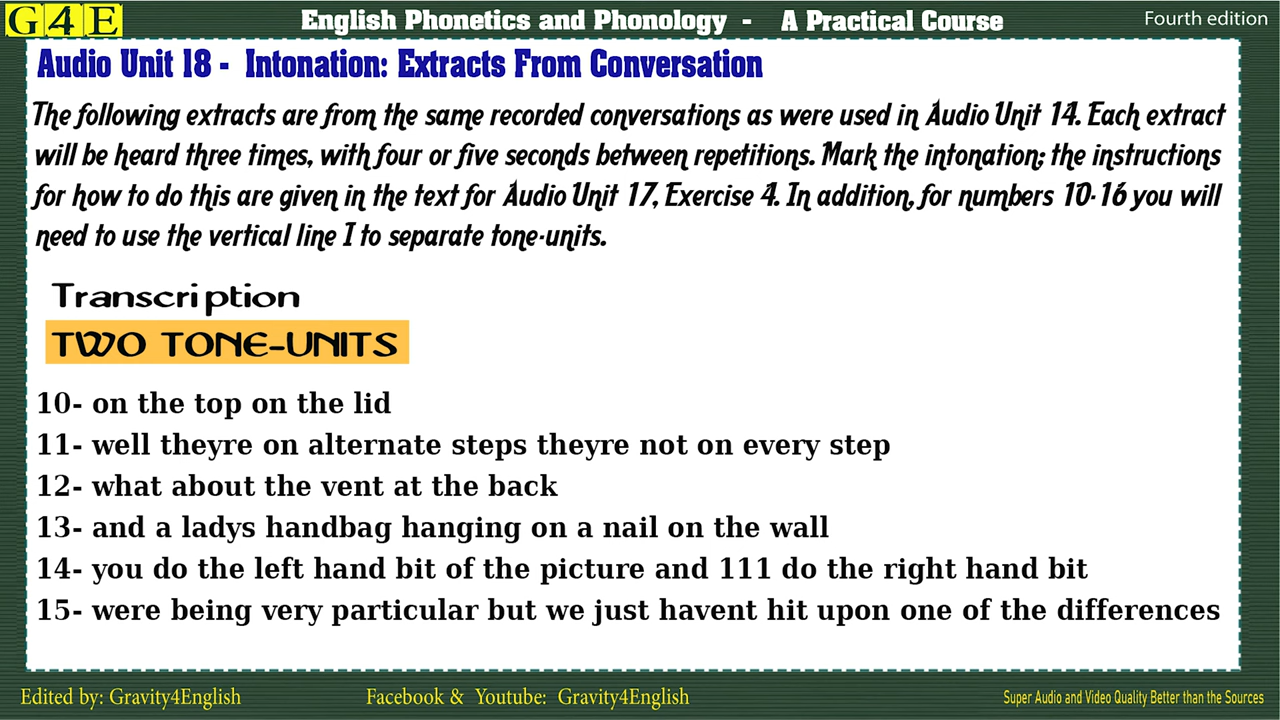 G4E English Phonetics and Phonology - A Practical Course Fourth edition
Audio Unit 18 - Intonation: Extracts From Conversation
The following extracts are from the same recorded conversations as were used in Audio Unit 14. Each extract
will be heard three times, with four or five seconds between repetitions. Mark the intonation; the instructions
for how to do this are given in the text for Audio Unit 17, Exercise 4. In addition, for numbers 10-16 you will
need to use the vertical line I to separate tone-units.
Transcription
TWO TONE-UNITS
10- on the top on the lid
11- well theyre on alternate steps theyre not on every step
12- what about the vent at the back
13- and a ladys handbag hanging on a nail on the wall
14- you do the left hand bit of the picture and 111 do the right hand bit
15- were being very particular but we just havent hit upon one of the differences
Edited by: Gravity4English Facebook & Youtube: Gravity4English Super Audio and Video Quality Better than the Sources